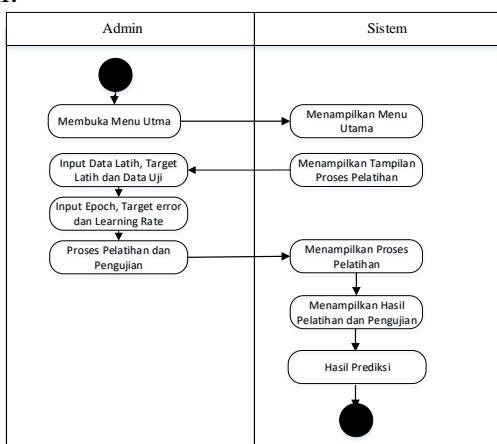 Admin
Sistem
Membuka Menu Utma
Menampilkan Menu
Utama
Input Data Latih, Target
Latih dan Data Uji
Menampilkan Tampilan
Proses Pelatihan
Input Epoch, Target error
dan Learning Rate
Proses Pelatihan dan
Pengujian
Menampilkan Proses
Pelatihan
Menampilkan Hasil
Pelatihan dan Pengujian
Hasil Prediksi